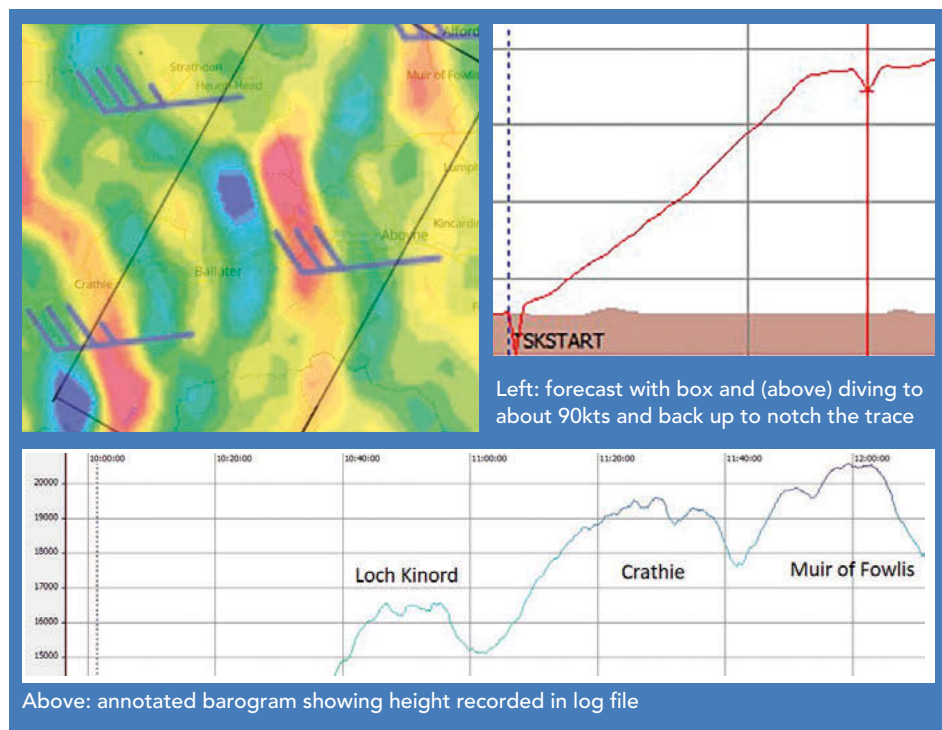 Alford
Strathdon
Heugh-Head
Muir of Fowlis
Lumph
Kincardin
Aboyne
Ballater
Crathie
TSKSTART
Left: forecast with box and (above) diving to
about 90kts and back up to notch the trace
10:00:00 10:20:00 10:40:00 11:00:00 11:20:00 11:40:00 12:00:00
20000
19000
18000
17000
16000
15000
Loch Kinord
Crathie
Muir of Fowlis
Above: annotated barogram showing height recorded in log file